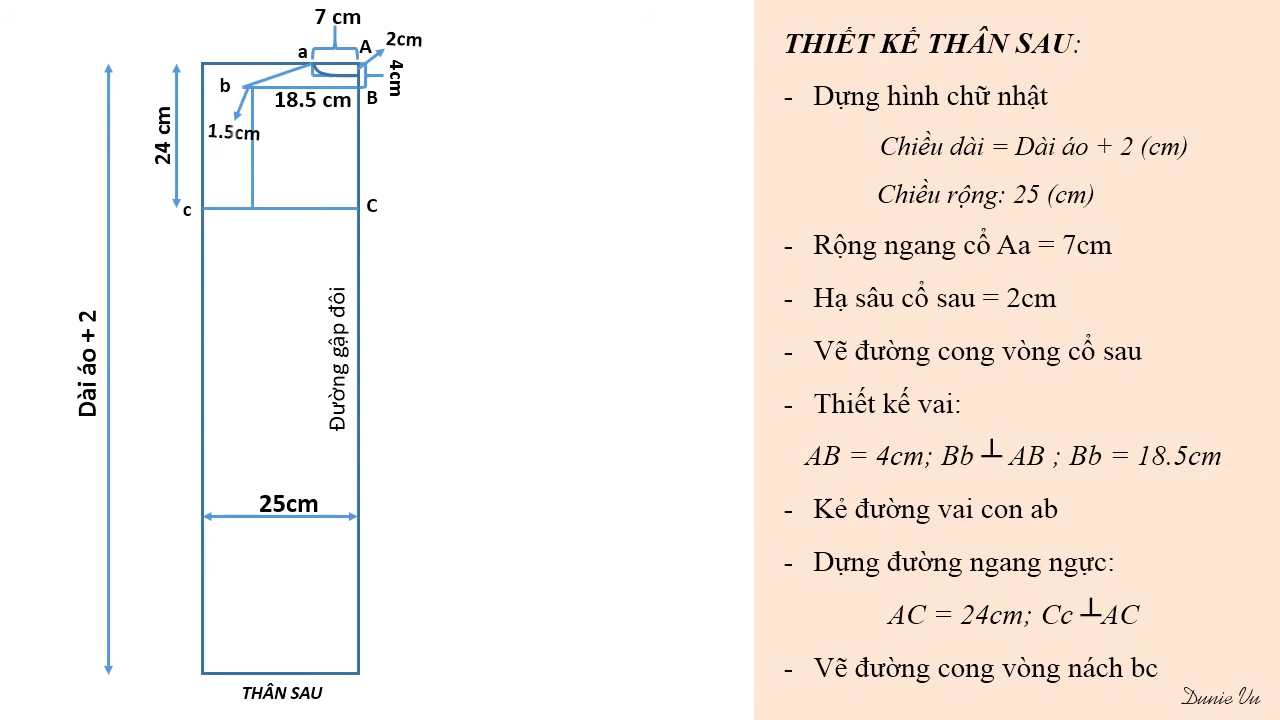 7 cm
a
A
2cm
4cm
b
18.5 cm
B
1.5cm
24 cm
c
C
Đường gập đôi
Dài áo + 2
25cm
THÂN SAU
THIẾT KẾ THÂN SAU:
- Dựng hình chữ nhật
Chiều dài = Dài áo + 2 (cm)
Chiều rộng: 25 (cm)
- Rộng ngang cổ Aa = 7cm
- Hạ sâu cổ sau = 2cm
- Vẽ đường cong vòng cổ sau
- Thiết kế vai:
AB = 4cm; Bb ┴ AB ; Bb = 18.5cm
- Kẻ đường vai con ab
- Dựng đường ngang ngực:
AC = 24cm; Cc ┴AC
- Vẽ đường cong vòng nách bc
Dunie Vu